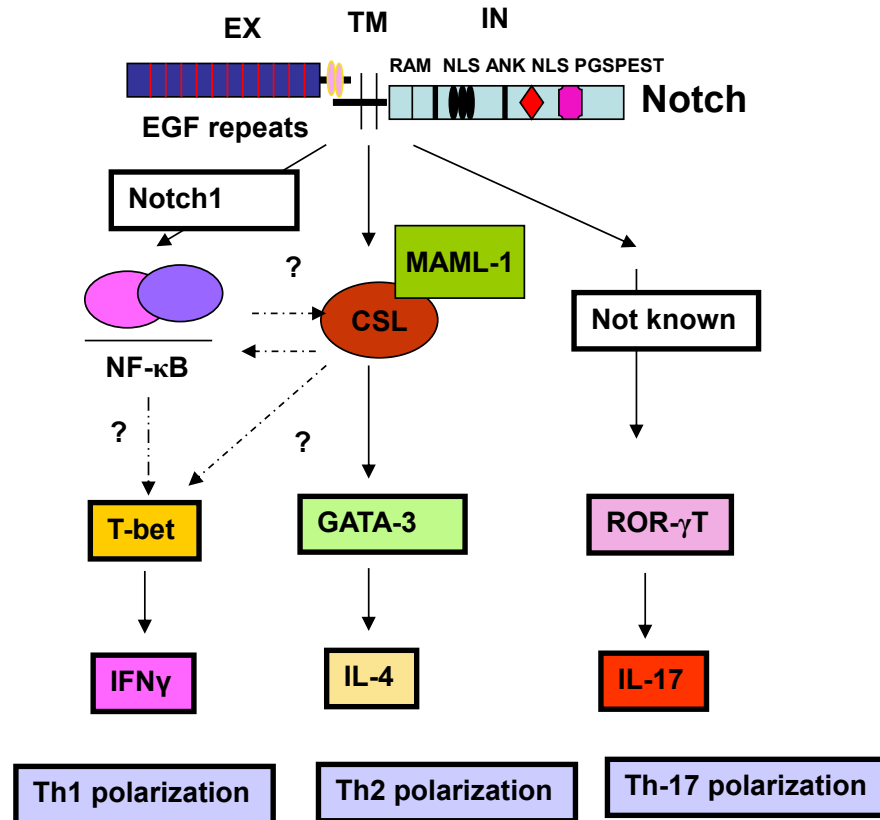 EX TM IN
RAM NLS ANK NLS PGSPEST
Notch
EGF repeats
Notch1
?
MAML-1
CSL
Not known
NF-κB
?
?
T-bet
GATA-3
ROR-γT
IFNγ
IL-4
IL-17
Th1 polarization
Th2 polarization
Th-17 polarization